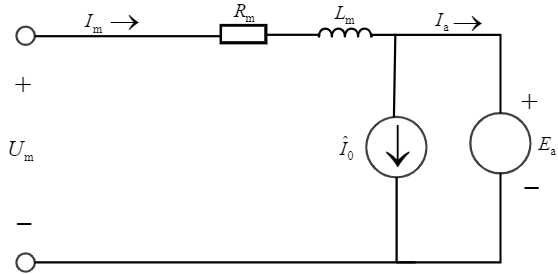 I_m R_m L_m I_a
+ +
U_m Î_0 E_a
− −